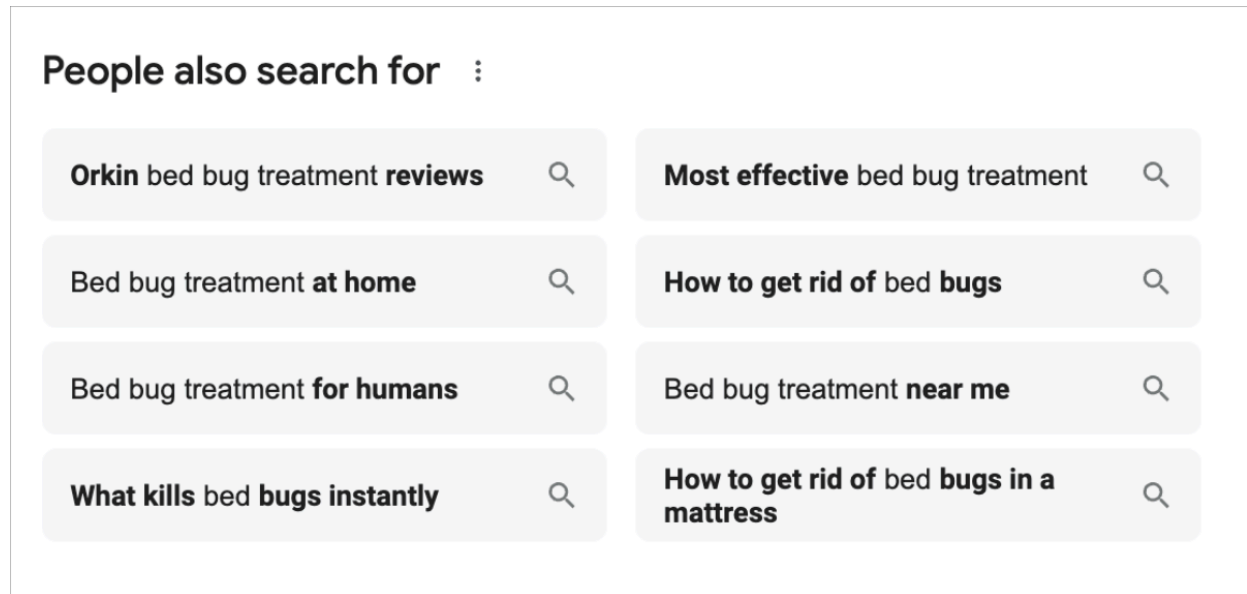 People also search for
Orkin bed bug treatment reviews
Most effective bed bug treatment
Bed bug treatment at home
How to get rid of bed bugs
Bed bug treatment for humans
Bed bug treatment near me
What kills bed bugs instantly
How to get rid of bed bugs in a
mattress